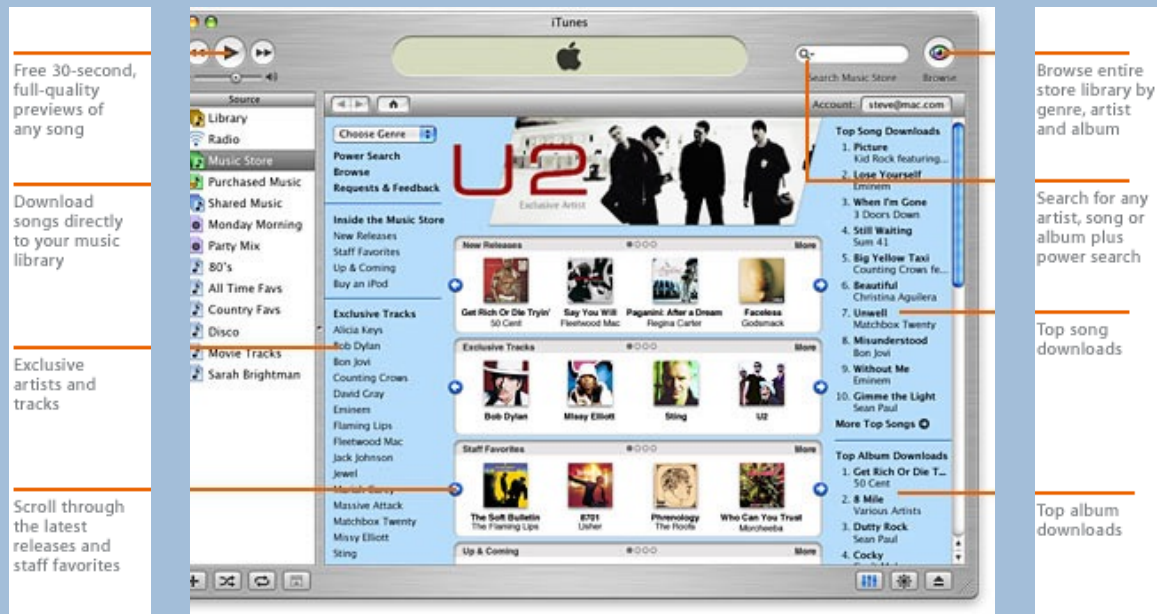 Free 30-second,
full-quality
previews of
any song
Download
songs directly
to your music
library
Exclusive
artists and
tracks
Scroll through
the latest
releases and
staff favorites
iTunes
Search Music Store
Browse
Source
Library
Radio
Music Store
Purchased Music
Shared Music
Monday Morning
Party Mix
80's
All Time Favs
Country Favs
Disco
Movie Tracks
Sarah Brightman
Account: steve@mac.com
Choose Genre
Power Search
Browse
Requests & Feedback
Inside the Music Store
New Releases
Staff Favorites
Up & Coming
Buy an iPod
Exclusive Tracks
Alicia Keys
Bob Dylan
Bon Jovi
Counting Crows
David Gray
Eminem
Flaming Lips
Fleetwood Mac
Jack Johnson
Jewel
Mariah Carey
Massive Attack
Matchbox Twenty
Missy Elliott
Sting
U2
Exclusive Artist
New Releases More
Get Rich Or Die Tryin' Say You Will Paganini: After a Dream Faceless
50 Cent Fleetwood Mac Regina Carter Godsmack
Exclusive Tracks More
Bob Dylan Missy Elliott Sting U2
Staff Favorites More
The Soft Bulletin 8701 Phrenology Who Can You Trust
The Flaming Lips Usher The Roots Morcheeba
Up & Coming More
Top Song Downloads
1. Picture
Kid Rock featuring...
2. Lose Yourself
Eminem
3. When I'm Gone
3 Doors Down
4. Still Waiting
Sum 41
5. Big Yellow Taxi
Counting Crows fe...
6. Beautiful
Christina Aguilera
7. Unwell
Matchbox Twenty
8. Misunderstood
Bon Jovi
9. Without Me
Eminem
10. Gimme the Light
Sean Paul
More Top Songs
Top Album Downloads
1. Get Rich Or Die T...
50 Cent
2. 8 Mile
Various Artists
3. Dutty Rock
Sean Paul
4. Cocky
Browse entire
store library by
genre, artist
and album
Search for any
artist, song or
album plus
power search
Top song
downloads
Top album
downloads